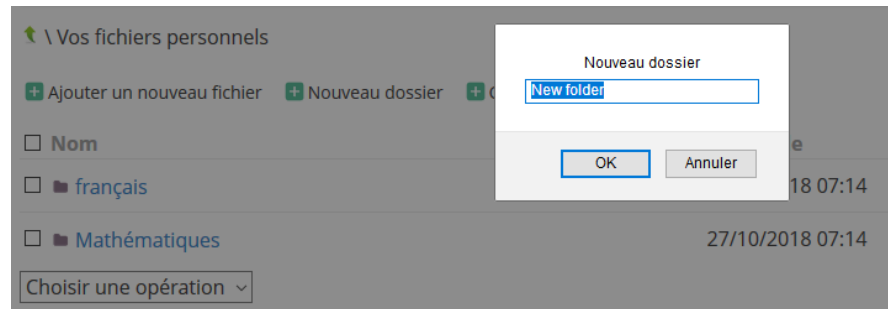 \ Vos fichiers personnels
Ajouter un nouveau fichier Nouveau dossier
Nom
français 18 07:14
Mathématiques 27/10/2018 07:14
Choisir une opération
Nouveau dossier
New folder
OK Annuler